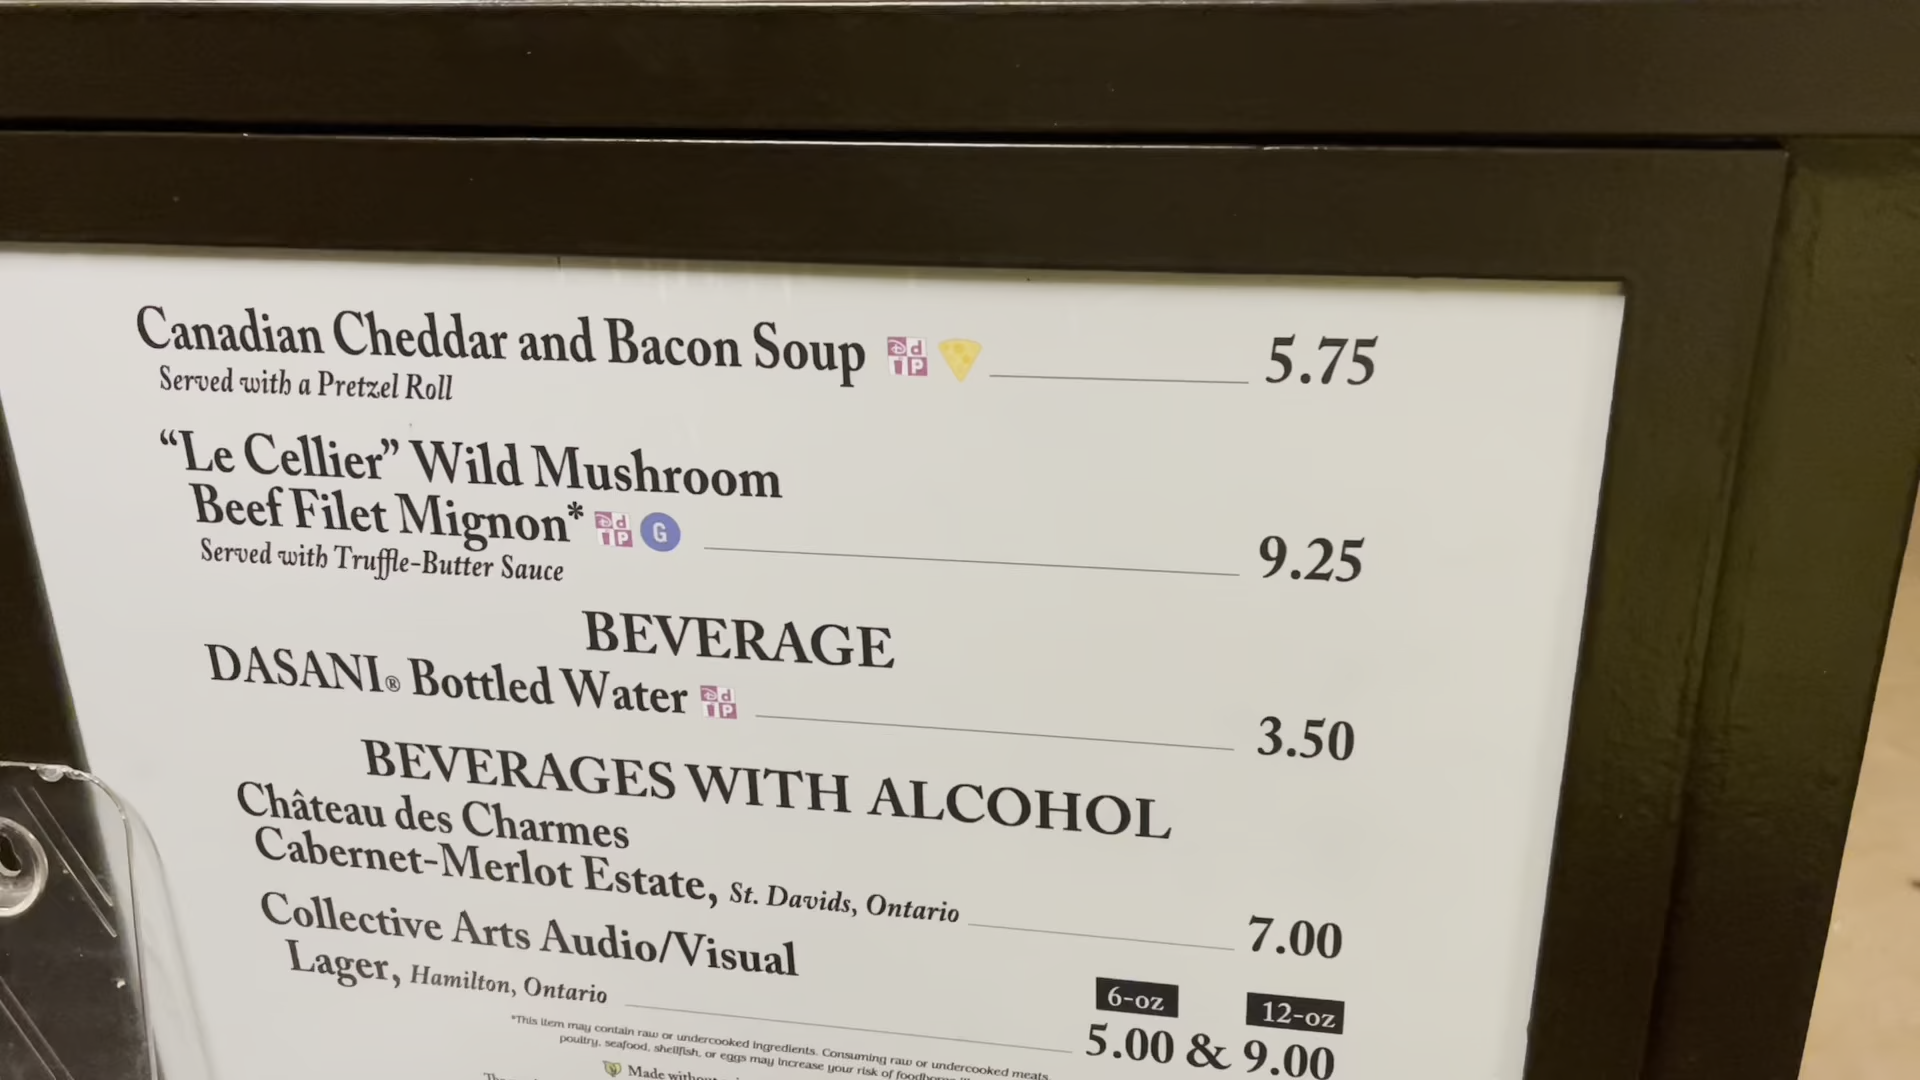 Canadian Cheddar and Bacon Soup 5.75
Served with a Pretzel Roll
“Le Cellier” Wild Mushroom
Beef Filet Mignon* G 9.25
Served with Truffle-Butter Sauce
BEVERAGE
DASANI® Bottled Water 3.50
BEVERAGES WITH ALCOHOL
Château des Charmes
Cabernet-Merlot Estate, St. Davids, Ontario 7.00
Collective Arts Audio/Visual
Lager, Hamilton, Ontario
6-oz 12-oz
5.00 & 9.00
*This item may contain raw or undercooked ingredients. Consuming raw or undercooked meats,
poultry, seafood, shellfish, or eggs may increase your risk of
Made